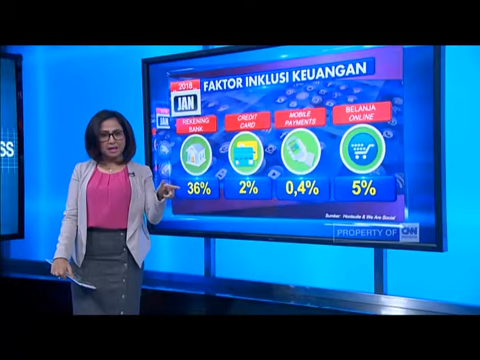 SS
2018
JAN
FAKTOR INKLUSI KEUANGAN
REKENING
BANK
CREDIT
CARD
MOBILE
PAYMENTS
BELANJA
ONLINE
36%
2%
0,4%
5%
Sumber : Hootsuite & We Are Social
PROPERTY OF CNN